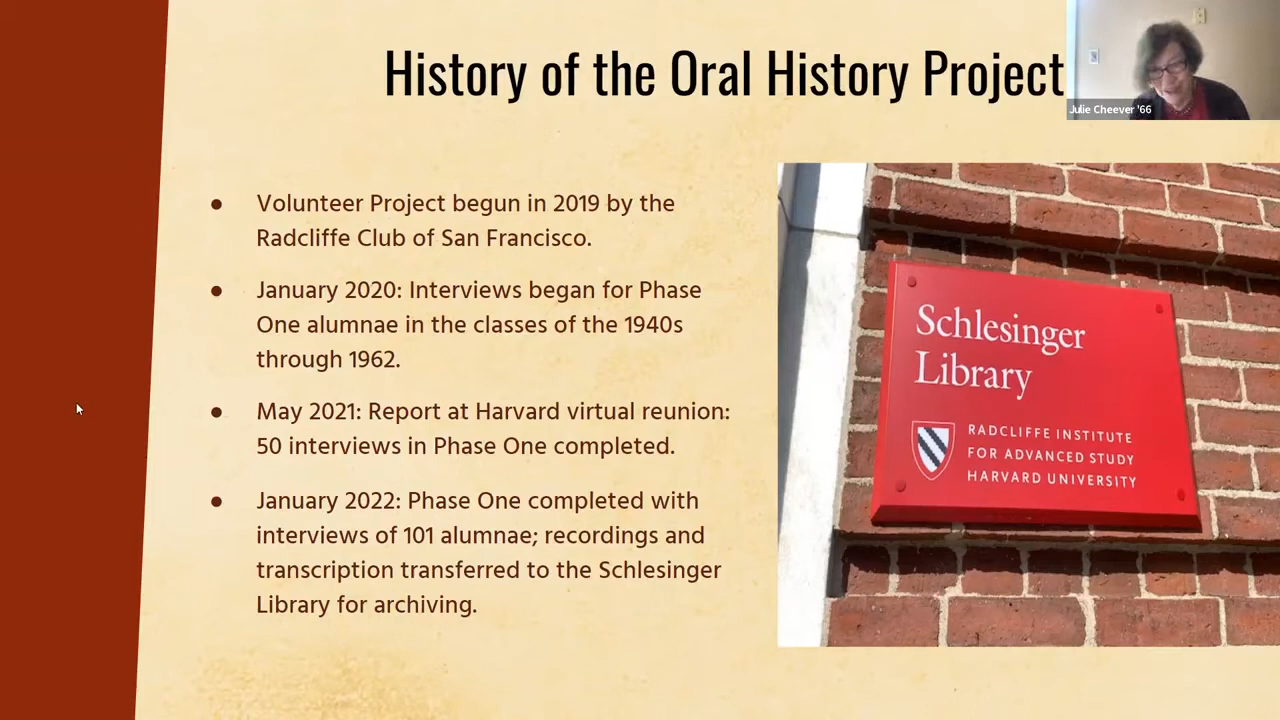 History of the Oral History Project
Julie Cheever '66
● Volunteer Project begun in 2019 by the
Radcliffe Club of San Francisco.
● January 2020: Interviews began for Phase
One alumnae in the classes of the 1940s
through 1962.
● May 2021: Report at Harvard virtual reunion:
50 interviews in Phase One completed.
● January 2022: Phase One completed with
interviews of 101 alumnae; recordings and
transcription transferred to the Schlesinger
Library for archiving.
Schlesinger
Library
RADCLIFFE INSTITUTE
FOR ADVANCED STUDY
HARVARD UNIVERSITY